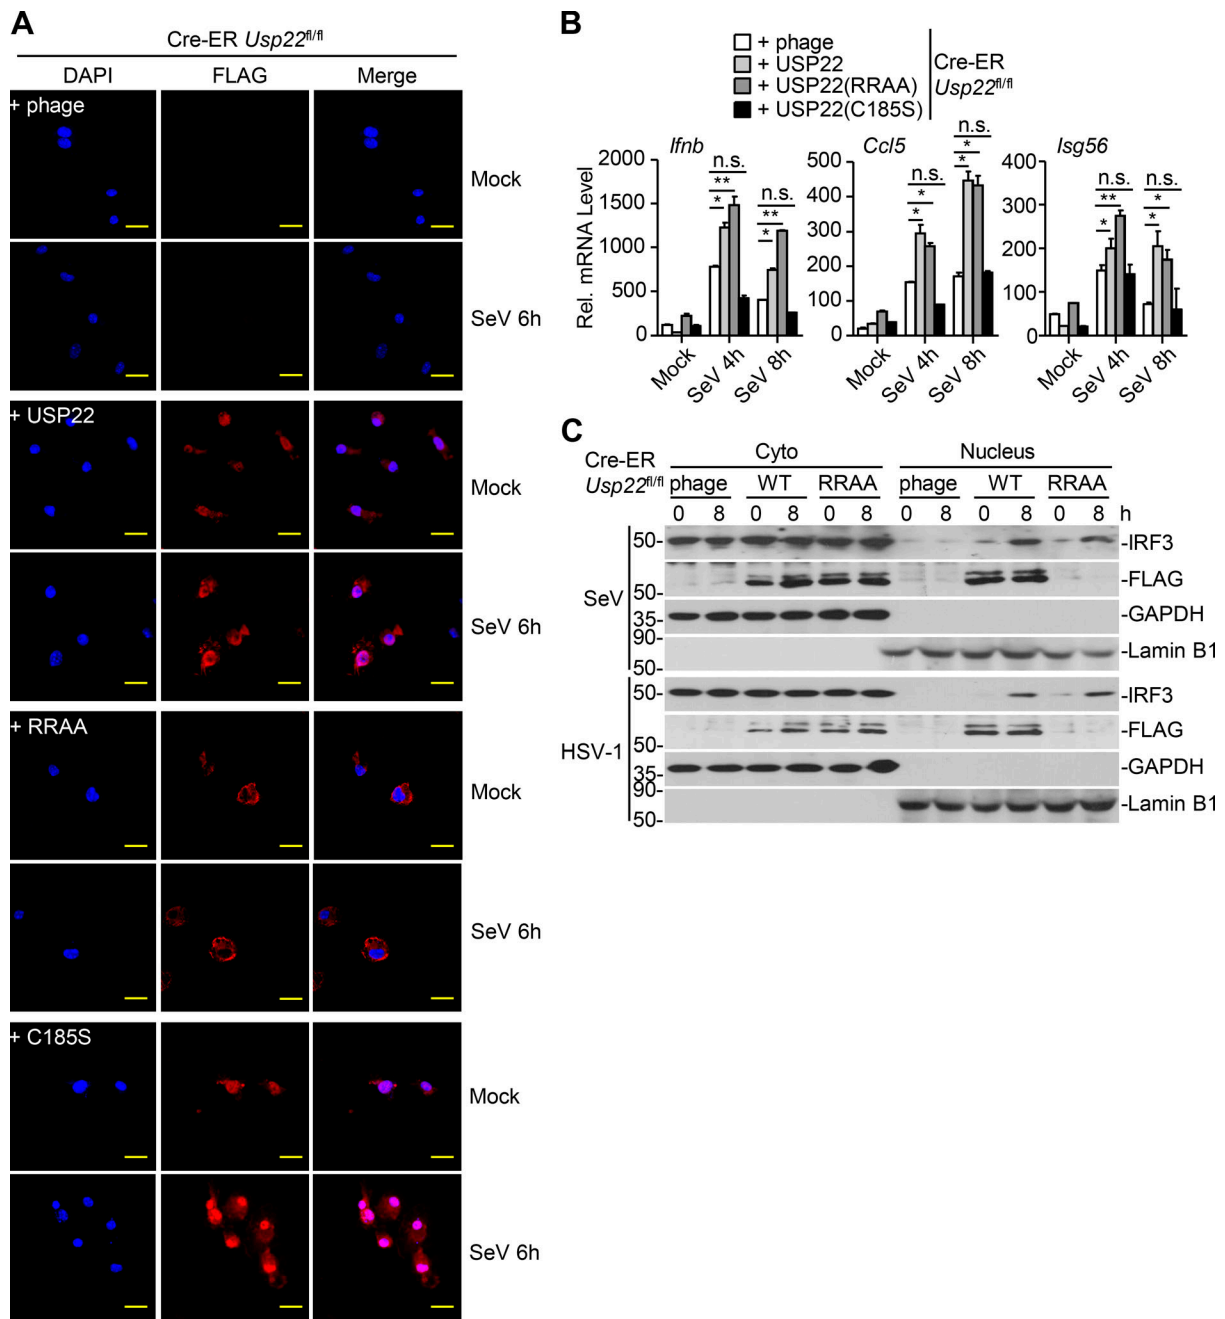 A
Cre-ER Usp22fl/fl
DAPI FLAG Merge
+ phage
Mock
SeV 6h
+ USP22
Mock
SeV 6h
+ RRAA
Mock
SeV 6h
+ C185S
Mock
SeV 6h
B
+ phage
+ USP22
+ USP22(RRAA)
+ USP22(C185S)
Cre-ER
Usp22fl/fl
Rel. mRNA Level
Ifnb
2000
1500
1000
500
0
n.s.
**
*
n.s.
**
*
Mock
SeV 4h
SeV 8h
Ccl5
500
400
300
200
100
0
n.s.
*
*
n.s.
*
*
Mock
SeV 4h
SeV 8h
Isg56
400
300
200
100
0
n.s.
**
*
n.s.
*
*
Mock
SeV 4h
SeV 8h
C
Cre-ER
Usp22fl/fl
Cyto Nucleus
phage WT RRAA phage WT RRAA
0 8 0 8 0 8 0 8 0 8 0 8 h
SeV
50- -IRF3
50- -FLAG
35- -GAPDH
90-
50- -Lamin B1
HSV-1
50- -IRF3
50- -FLAG
35- -GAPDH
90-
50- -Lamin B1